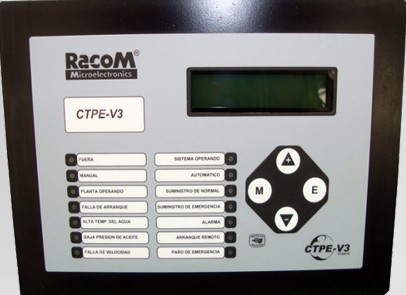 RACOM®
Microelectronics
CTPE-V3
FUERA
MANUAL
PLANTA OPERANDO
FALLA DE ARRANQUE
ALTA TEMP. DEL AGUA
BAJA PRESION DE ACEITE
FALLA DE VELOCIDAD
SISTEMA OPERANDO
AUTOMATICO
SUMINISTRO DE NORMAL
SUMINISTRO DE EMERGENCIA
ALARMA
ARRANQUE REMOTO
PARO DE EMERGENCIA
+
M
E
−
CTPE-V3